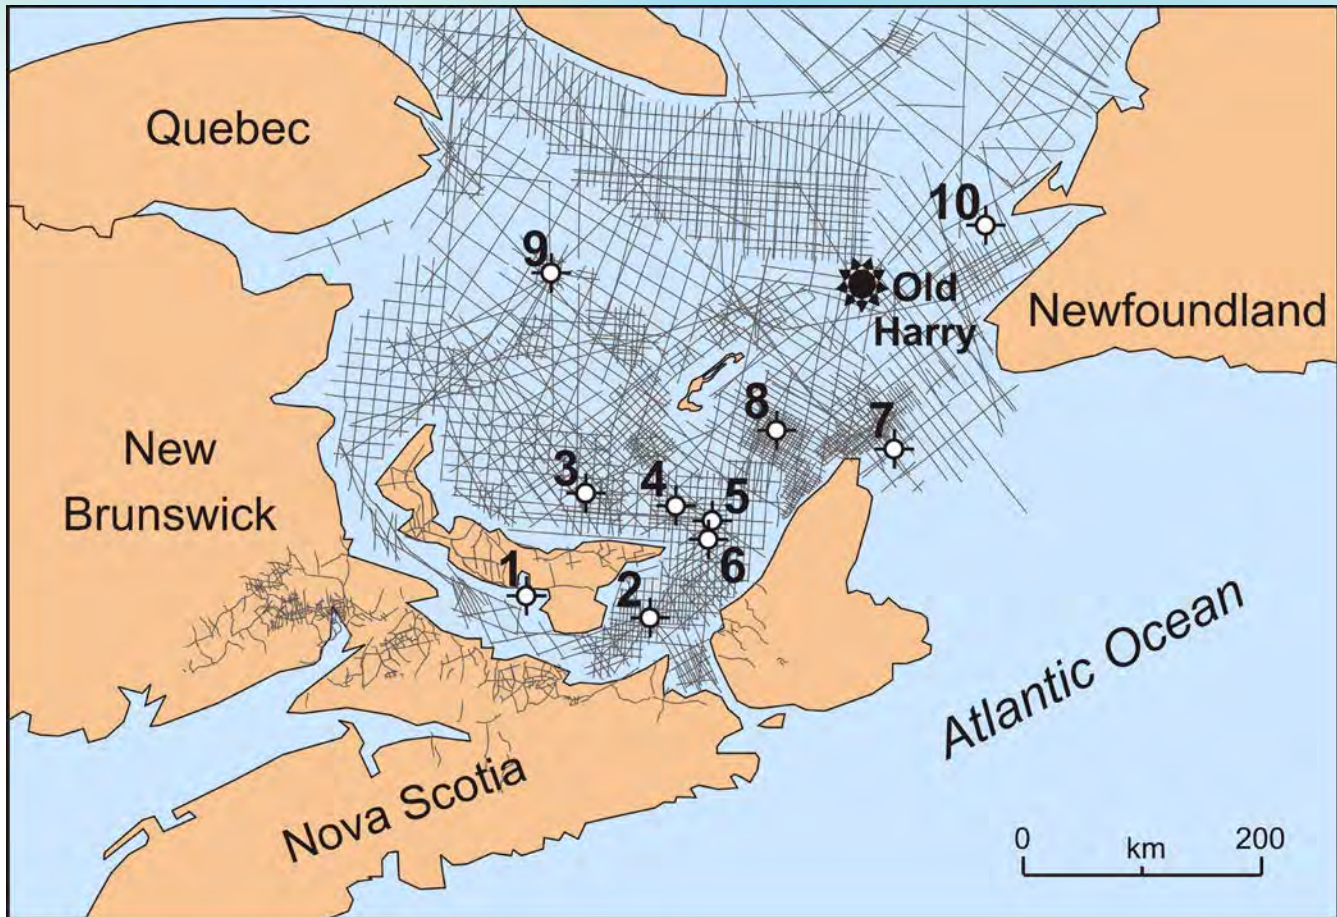 Quebec
10
9
Old
Harry
Newfoundland
8
7
New
Brunswick
3
4
5
6
1
2
Atlantic Ocean
Nova Scotia
0
200
km